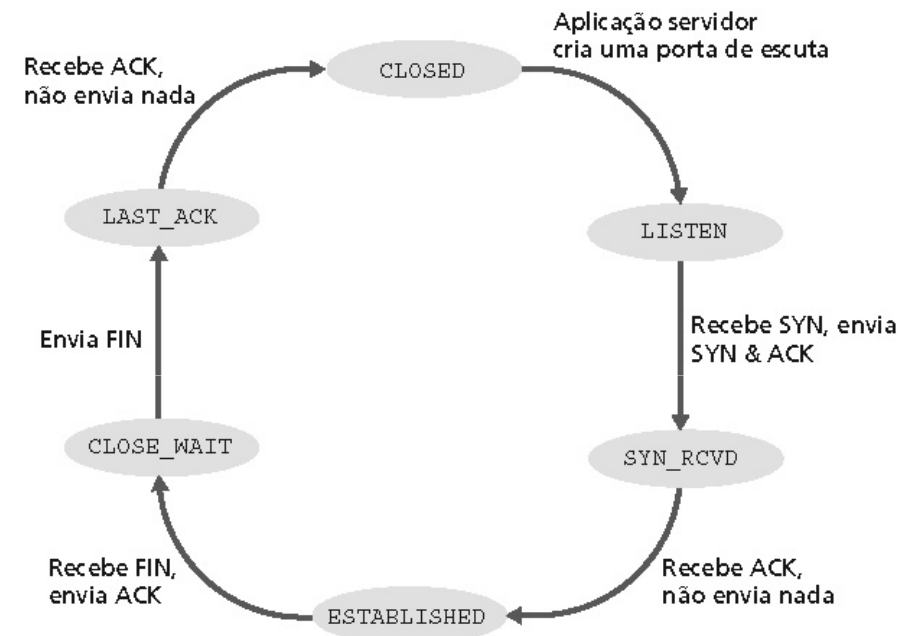 Aplicação servidor
cria uma porta de escuta
CLOSED
Recebe ACK,
não envia nada
LAST_ACK
LISTEN
Envia FIN
Recebe SYN, envia
SYN & ACK
CLOSE_WAIT
SYN_RCVD
Recebe FIN,
envia ACK
ESTABLISHED
Recebe ACK,
não envia nada